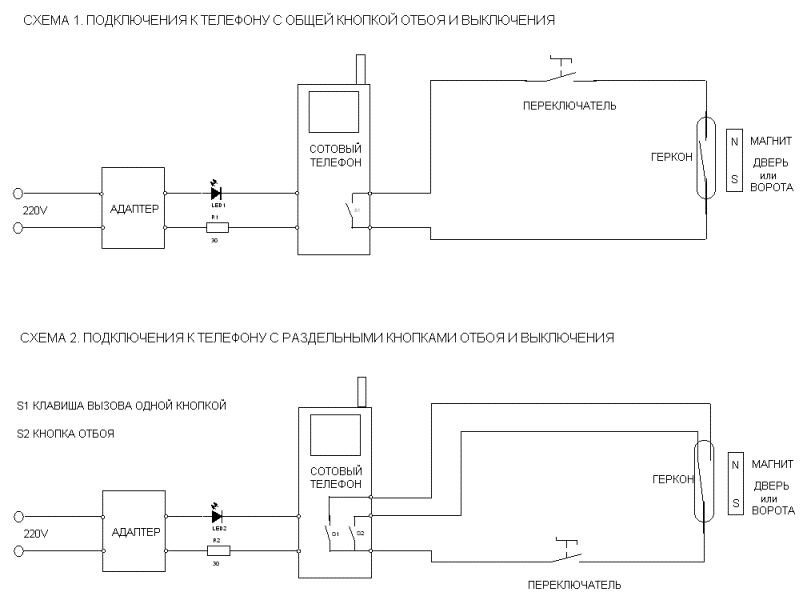 СХЕМА 1. ПОДКЛЮЧЕНИЯ К ТЕЛЕФОНУ С ОБЩЕЙ КНОПКОЙ ОТБОЯ И ВЫКЛЮЧЕНИЯ
ПЕРЕКЛЮЧАТЕЛЬ
СОТОВЫЙ
ТЕЛЕФОН
ГЕРКОН
N
S
МАГНИТ
ДВЕРЬ
или
ВОРОТА
220V
АДАПТЕР
LED1
R1
30
S1
СХЕМА 2. ПОДКЛЮЧЕНИЯ К ТЕЛЕФОНУ С РАЗДЕЛЬНЫМИ КНОПКАМИ ОТБОЯ И ВЫКЛЮЧЕНИЯ
S1 КЛАВИША ВЫЗОВА ОДНОЙ КНОПКОЙ
S2 КНОПКА ОТБОЯ
СОТОВЫЙ
ТЕЛЕФОН
ГЕРКОН
N
S
МАГНИТ
ДВЕРЬ
или
ВОРОТА
220V
АДАПТЕР
LED2
R2
30
S1
S2
ПЕРЕКЛЮЧАТЕЛЬ